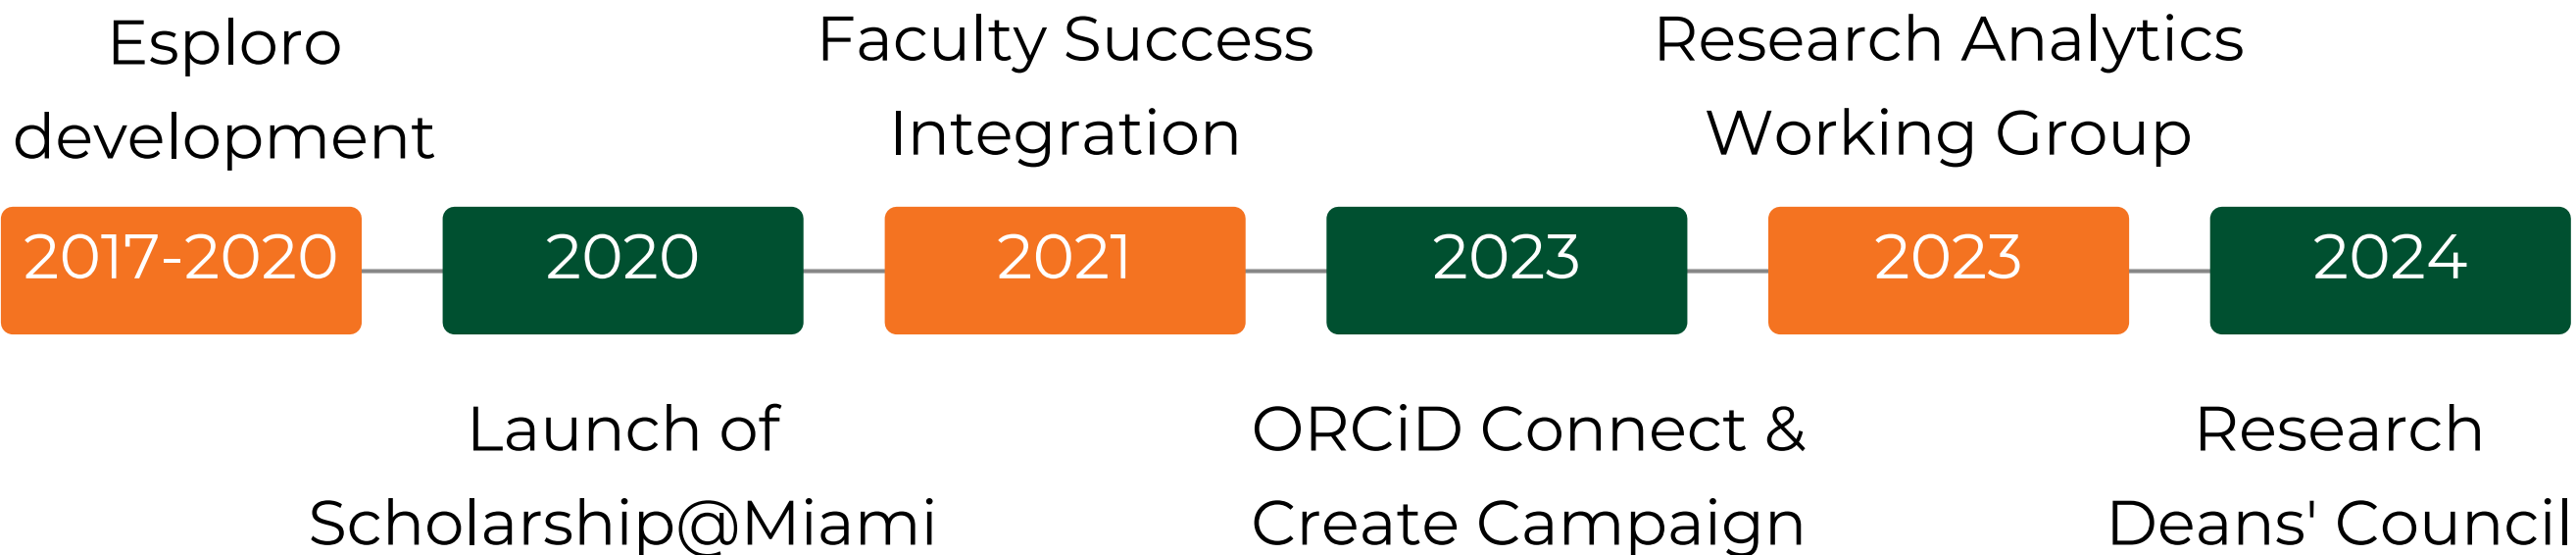 Esploro
development
Faculty Success
Integration
Research Analytics
Working Group
2017-2020
2020
2021
2023
2023
2024
Launch of
Scholarship@Miami
ORCiD Connect &
Create Campaign
Research
Deans' Council